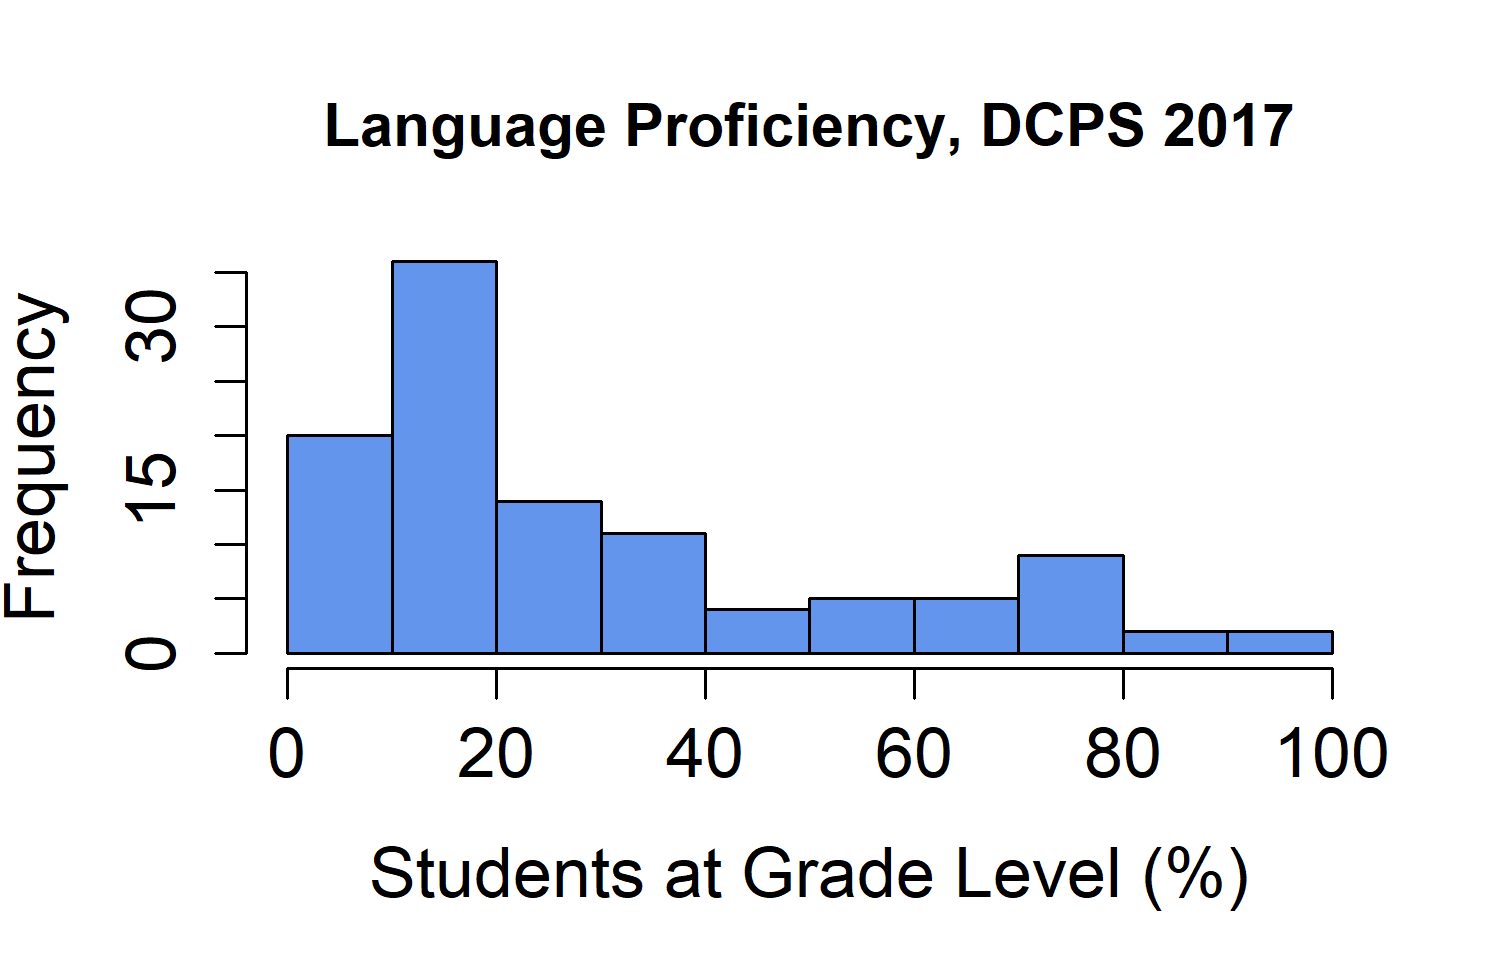 Language Proficiency, DCPS 2017
Frequency
30
15
0
0 20 40 60 80 100
Students at Grade Level (%)